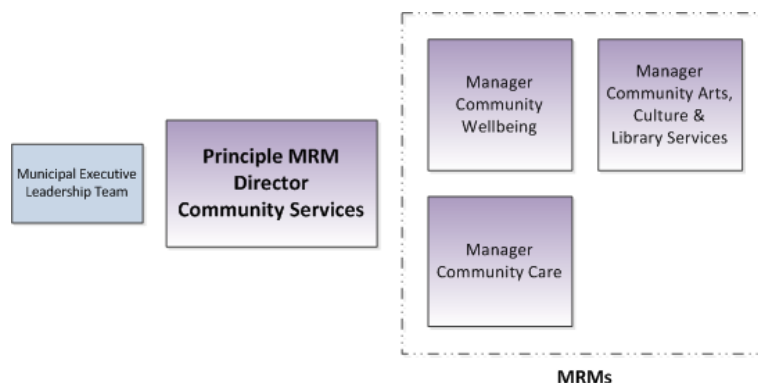 Municipal Executive
Leadership Team
Principle MRM
Director
Community Services
Manager
Community
Wellbeing
Manager
Community Arts,
Culture &
Library Services
Manager
Community Care
MRMs